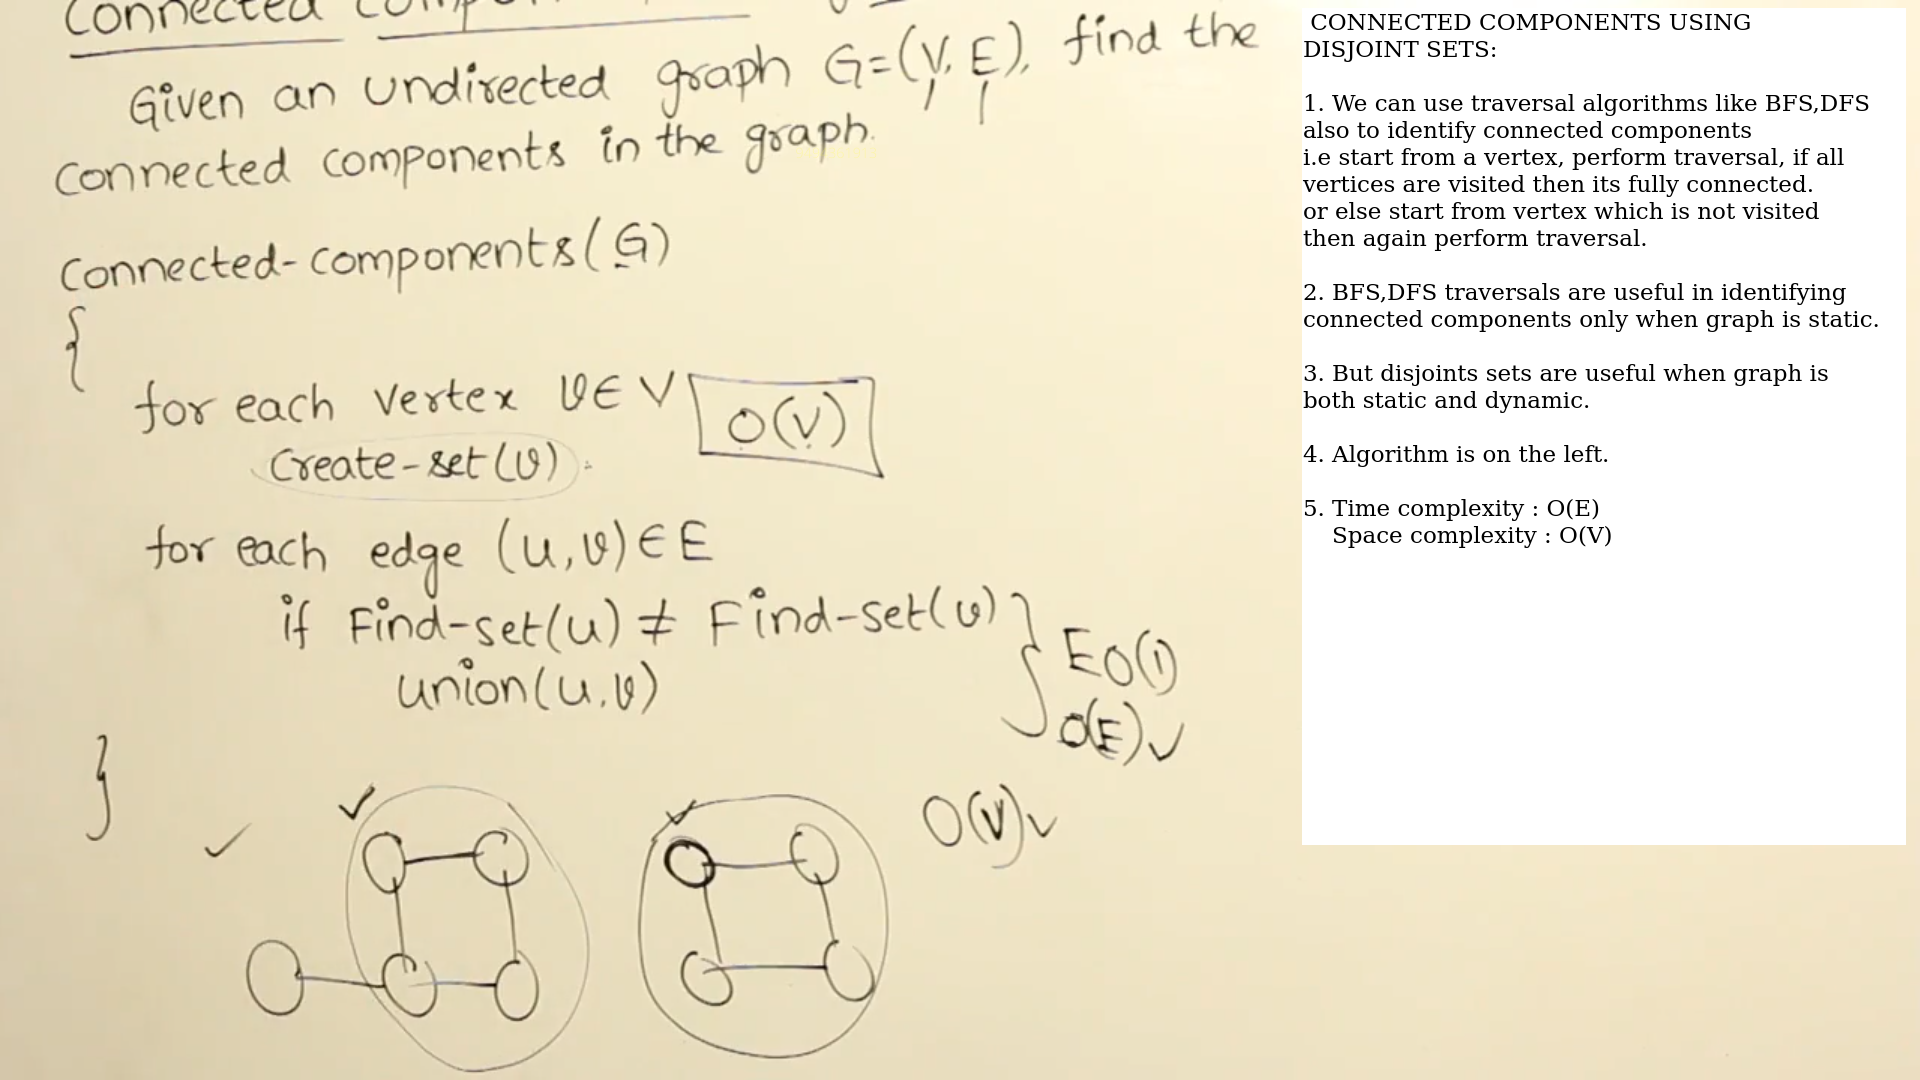 Connected
Given an undirected graph G=(V, E), find the
connected components in the graph.
Connected-components(G)
{
for each vertex v∈V O(V)
Create-set(v)
for each edge (u,v)∈E
if Find-set(u) ≠ Find-set(v)
union(u,v)
} E O(1)
O(E) ✓
}
O(V) ✓
CONNECTED COMPONENTS USING
DISJOINT SETS:
1. We can use traversal algorithms like BFS,DFS
also to identify connected components
i.e start from a vertex, perform traversal, if all
vertices are visited then its fully connected.
or else start from vertex which is not visited
then again perform traversal.
2. BFS,DFS traversals are useful in identifying
connected components only when graph is static.
3. But disjoints sets are useful when graph is
both static and dynamic.
4. Algorithm is on the left.
5. Time complexity : O(E)
Space complexity : O(V)